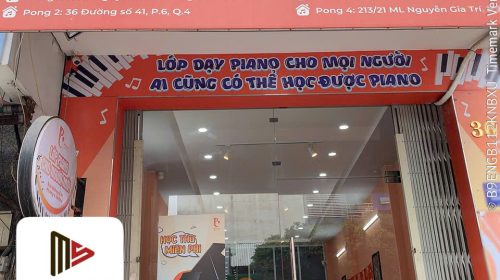 Pong 2: 36 Đường số 41, P.6, Q.4
Pong 4: 213/21 ML Nguyễn Gia Trí
LỚP DẠY PIANO CHO MỌI NGƯỜI
AI CŨNG CÓ THỂ HỌC ĐƯỢC PIANO
HỌC THỬ
MIỄN PHÍ
MS